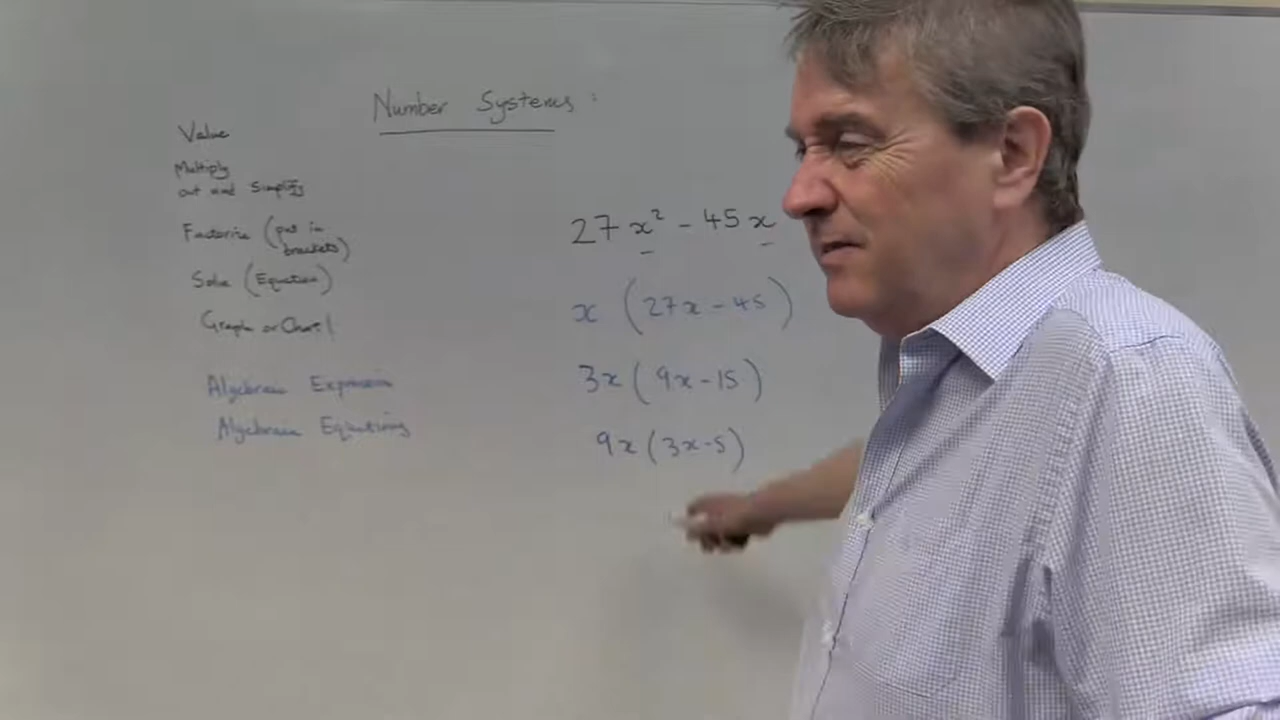 Number Systems:
Value
Multiply
out and Simplify
Factorise (put in
brackets)
Solve (Equation)
Graph or Chart!
Algebraic Expression
Algebraic Equations
27x² - 45x
x (27x - 45)
3x (9x - 15)
9x (3x - 5)